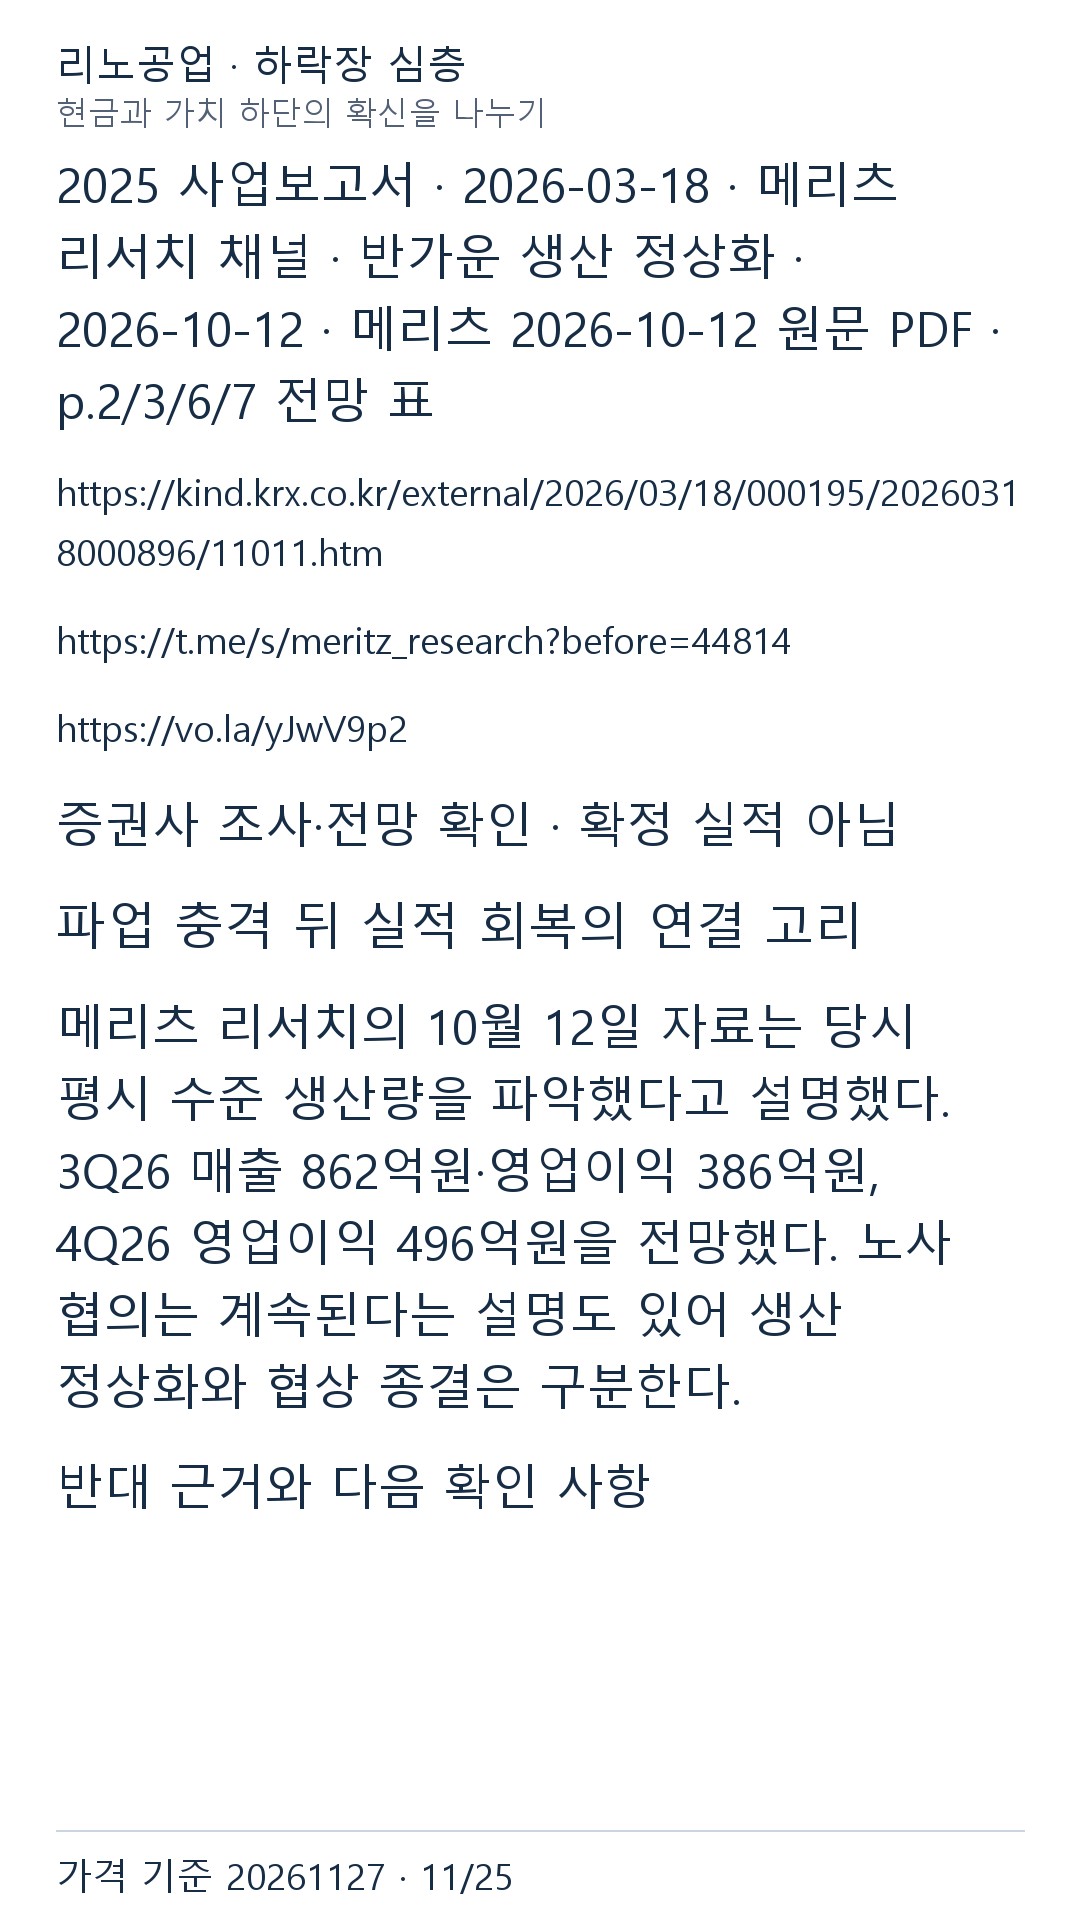 리노공업 · 하락장 심층
현금과 가치 하단의 확신을 나누기
2025 사업보고서 · 2026-03-18 · 메리츠
리서치 채널 · 반가운 생산 정상화 ·
2026-10-12 · 메리츠 2026-10-12 원문 PDF ·
p.2/3/6/7 전망 표
https://kind.krx.co.kr/external/2026/03/18/000195/2026031
8000896/11011.htm
https://t.me/s/meritz_research?before=44814
https://vo.la/yJwV9p2
증권사 조사·전망 확인 · 확정 실적 아님
파업 충격 뒤 실적 회복의 연결 고리
메리츠 리서치의 10월 12일 자료는 당시
평시 수준 생산량을 파악했다고 설명했다.
3Q26 매출 862억원·영업이익 386억원,
4Q26 영업이익 496억원을 전망했다. 노사
협의는 계속된다는 설명도 있어 생산
정상화와 협상 종결은 구분한다.
반대 근거와 다음 확인 사항
가격 기준 20261127 · 11/25